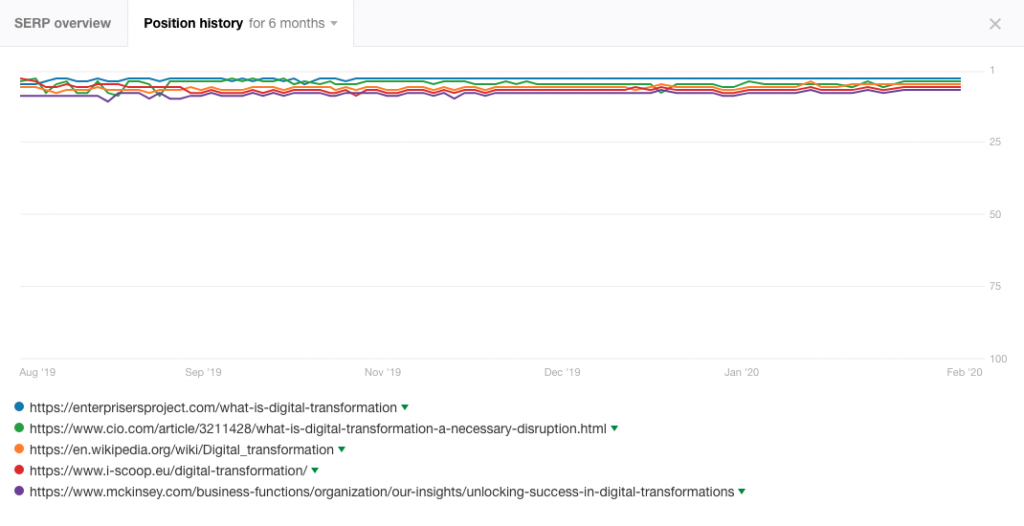 SERP overview Position history for 6 months
1
25
50
75
100
Aug '19 Sep '19 Nov '19 Dec '19 Jan '20 Feb '20
https://enterprisersproject.com/what-is-digital-transformation
https://www.cio.com/article/3211428/what-is-digital-transformation-a-necessary-disruption.html
https://en.wikipedia.org/wiki/Digital_transformation
https://www.i-scoop.eu/digital-transformation/
https://www.mckinsey.com/business-functions/organization/our-insights/unlocking-success-in-digital-transformations